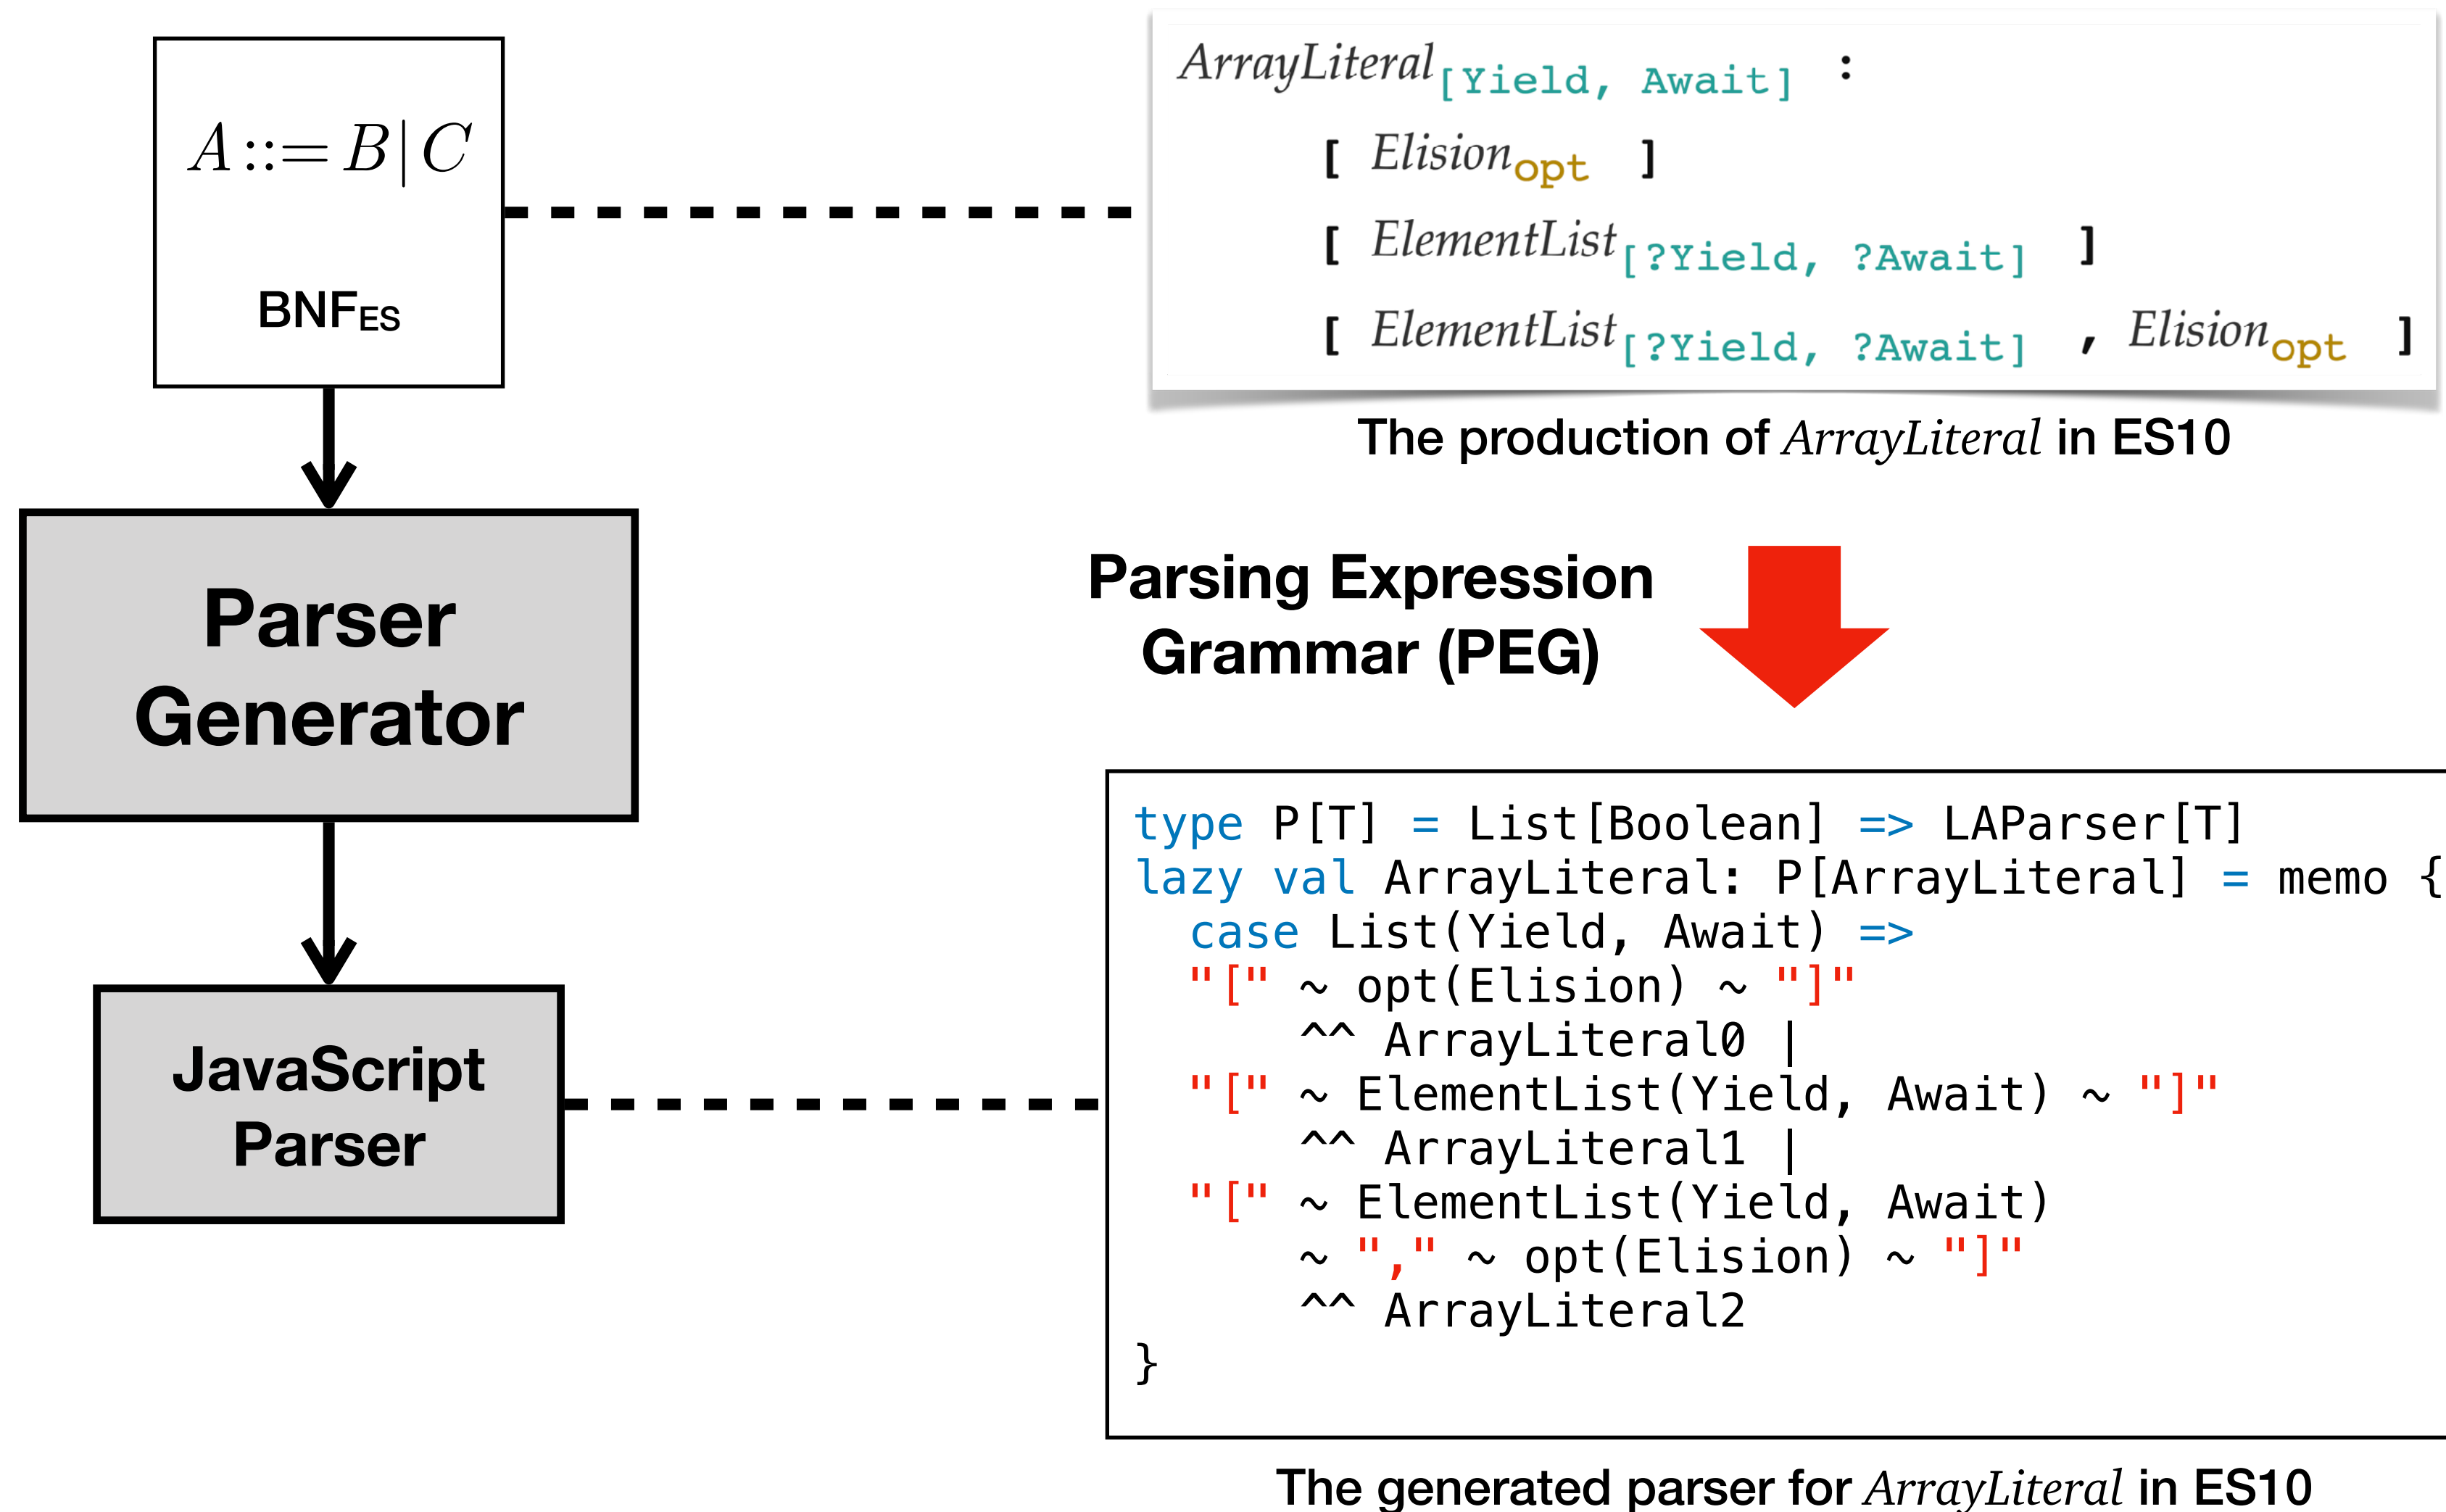 A ::= B | C
BNFES
Parser
Generator
JavaScript
Parser
ArrayLiteral[Yield, Await] :
[ Elisionopt ]
[ ElementList[?Yield, ?Await] ]
[ ElementList[?Yield, ?Await] , Elisionopt ]
The production of ArrayLiteral in ES10
Parsing Expression
Grammar (PEG)
type P[T] = List[Boolean] => LAParser[T]
lazy val ArrayLiteral: P[ArrayLiteral] = memo {
  case List(Yield, Await) =>
  "[" ~ opt(Elision) ~ "]"
      ^^ ArrayLiteral0 |
  "[" ~ ElementList(Yield, Await) ~ "]"
      ^^ ArrayLiteral1 |
  "[" ~ ElementList(Yield, Await)
      ~ "," ~ opt(Elision) ~ "]"
      ^^ ArrayLiteral2
}
The generated parser for ArrayLiteral in ES10